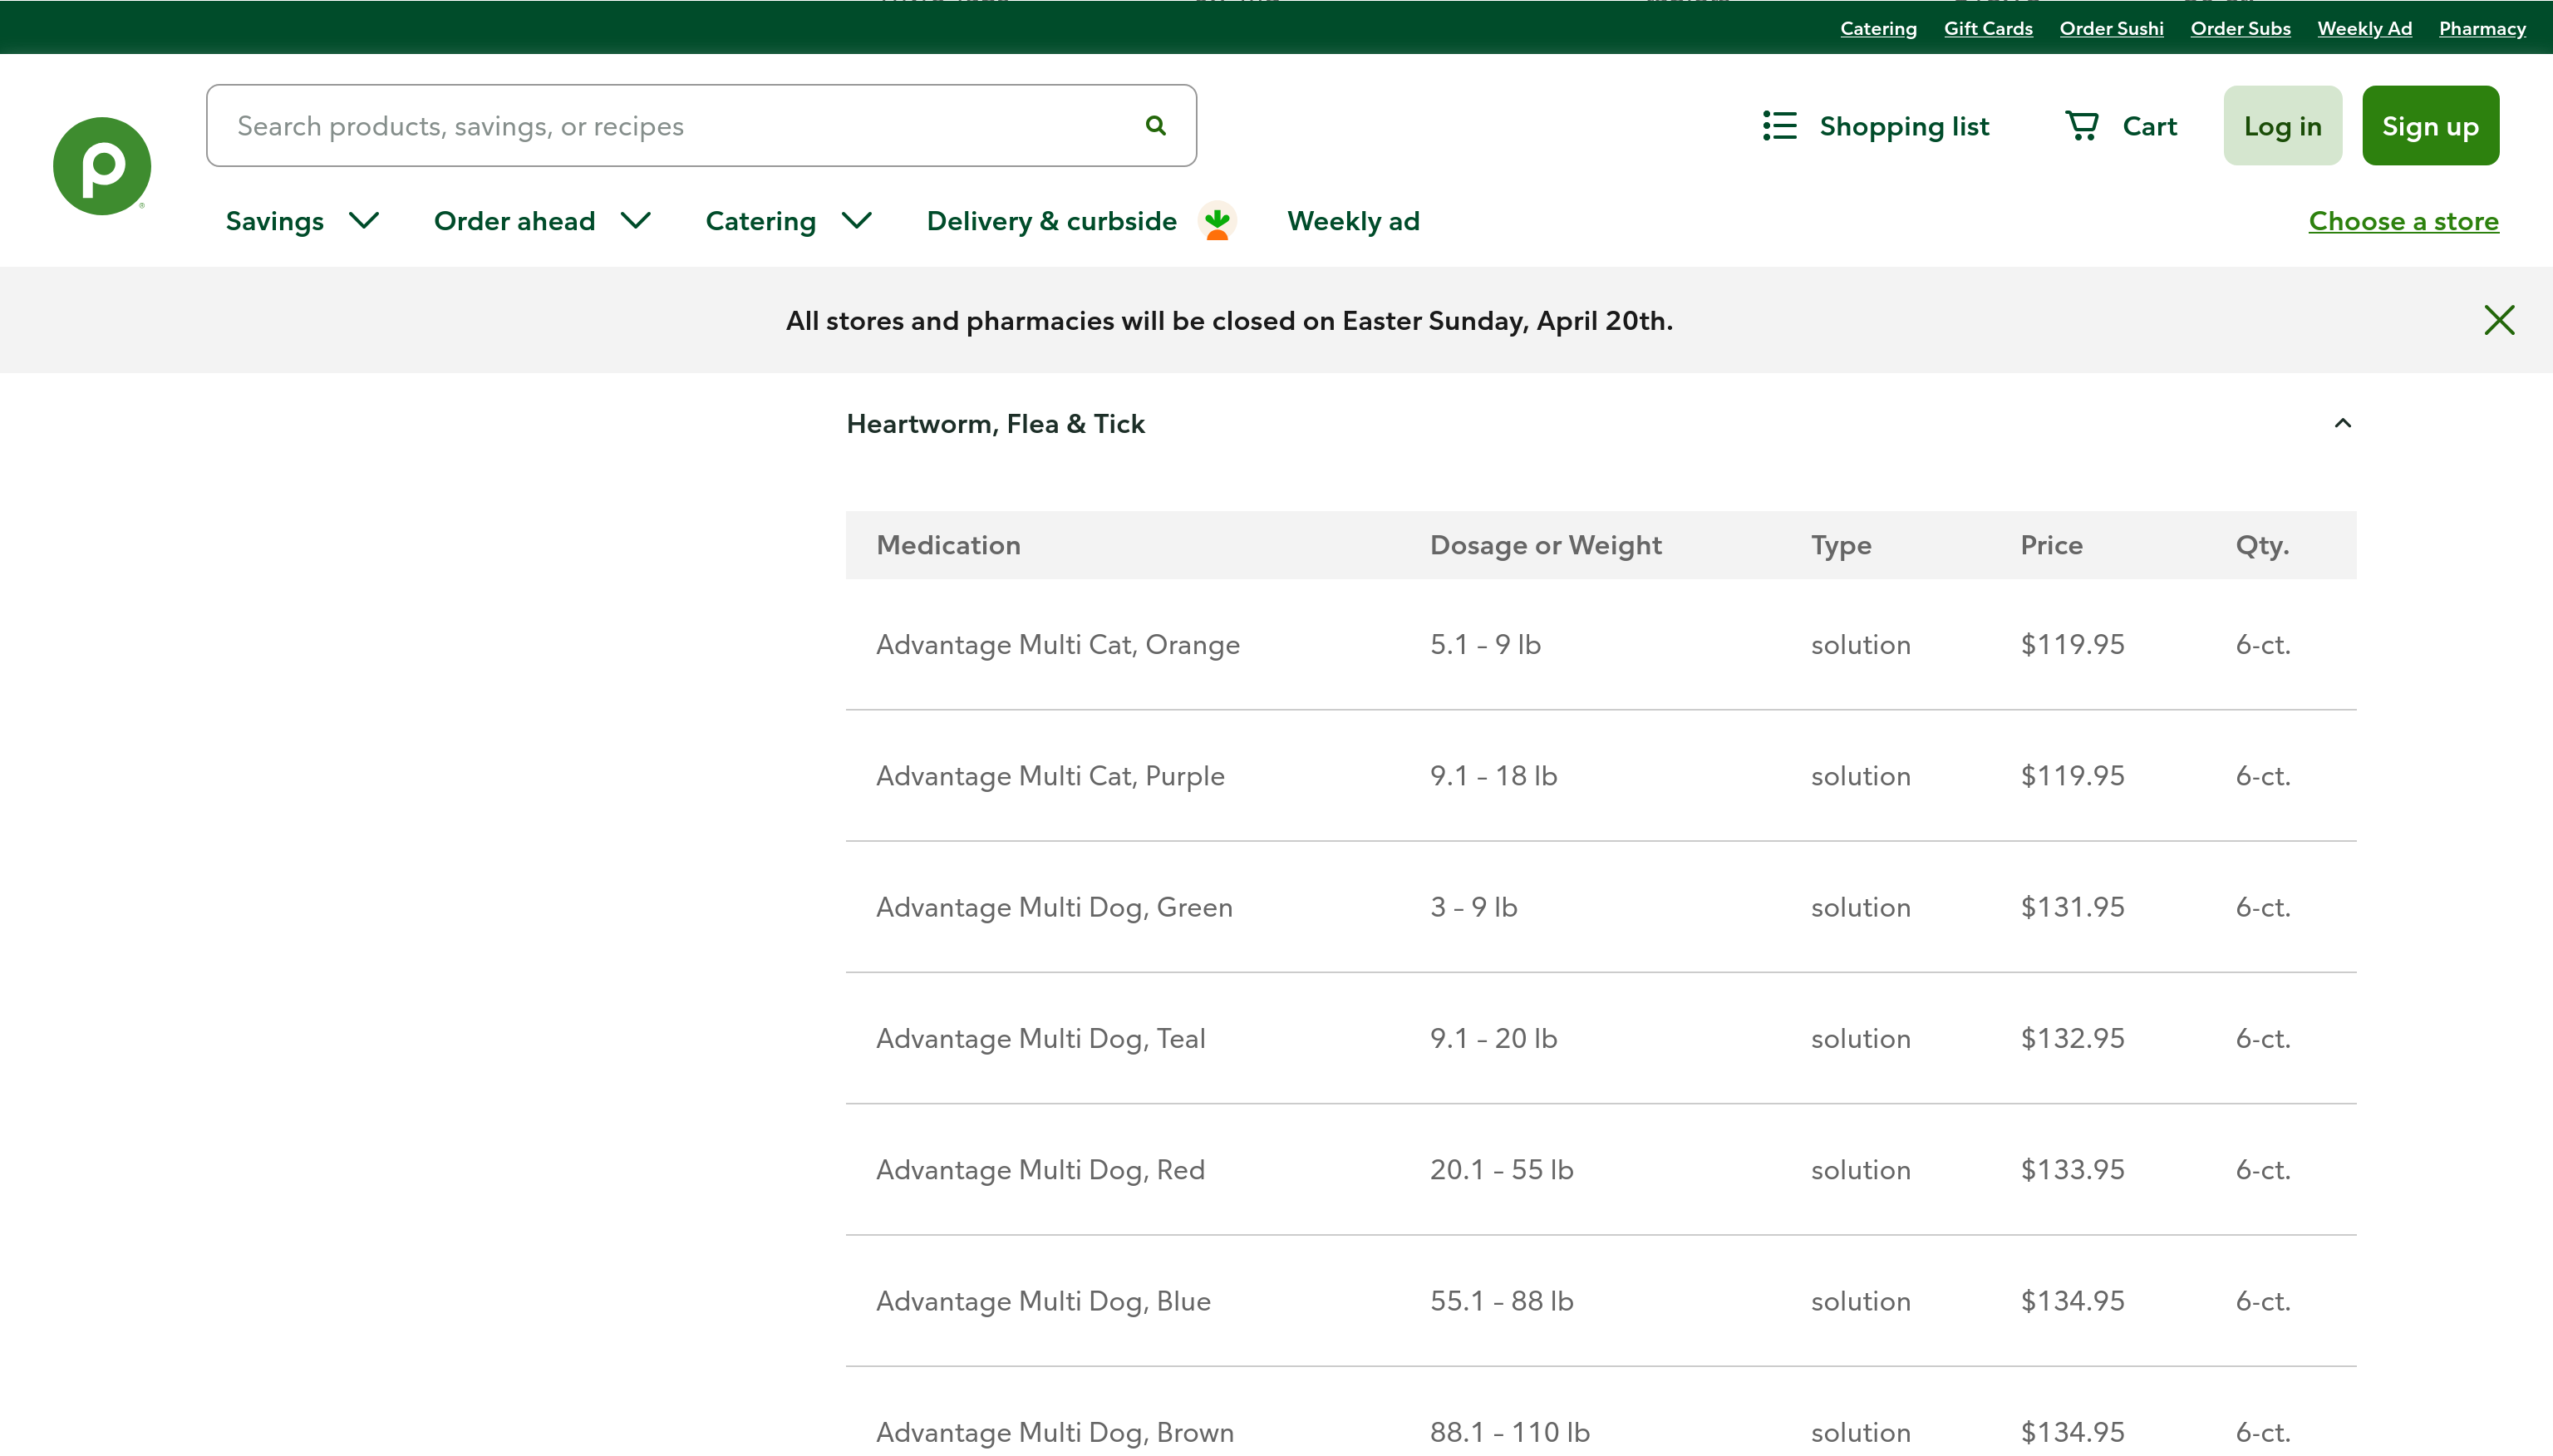 Catering Gift Cards Order Sushi Order Subs Weekly Ad Pharmacy
Search products, savings, or recipes
Shopping list Cart Log in Sign up
p
®
Savings Order ahead Catering Delivery & curbside Weekly ad Choose a store
All stores and pharmacies will be closed on Easter Sunday, April 20th.
Heartworm, Flea & Tick
Medication Dosage or Weight Type Price Qty.
Advantage Multi Cat, Orange 5.1 – 9 lb solution $119.95 6-ct.
Advantage Multi Cat, Purple 9.1 – 18 lb solution $119.95 6-ct.
Advantage Multi Dog, Green 3 – 9 lb solution $131.95 6-ct.
Advantage Multi Dog, Teal 9.1 – 20 lb solution $132.95 6-ct.
Advantage Multi Dog, Red 20.1 – 55 lb solution $133.95 6-ct.
Advantage Multi Dog, Blue 55.1 – 88 lb solution $134.95 6-ct.
Advantage Multi Dog, Brown 88.1 – 110 lb solution $134.95 6-ct.